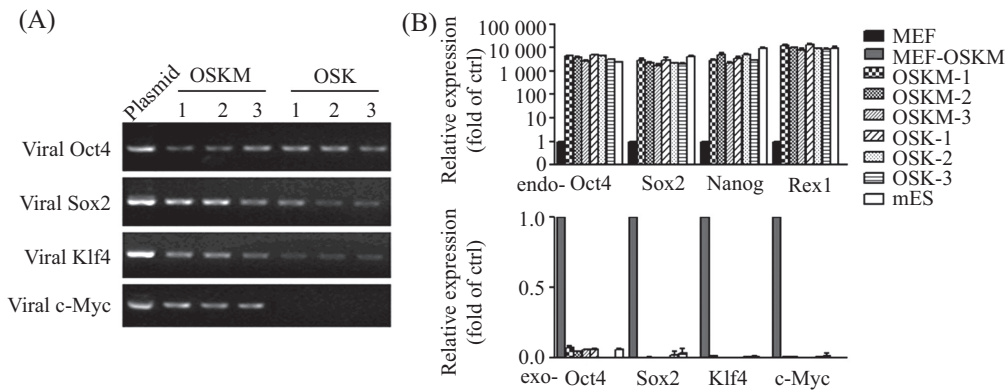 (A)
Plasmid
OSKM OSK
1 2 3 1 2 3
Viral Oct4
Viral Sox2
Viral Klf4
Viral c-Myc
(B)
Relative expression
(fold of ctrl)
100 000
10 000
1 000
100
10
1
1
0
endo- Oct4 Sox2 Nanog Rex1
Relative expression
(fold of ctrl)
1.0
0.5
0.0
exo- Oct4 Sox2 Klf4 c-Myc
MEF
MEF-OSKM
OSKM-1
OSKM-2
OSKM-3
OSK-1
OSK-2
OSK-3
mES